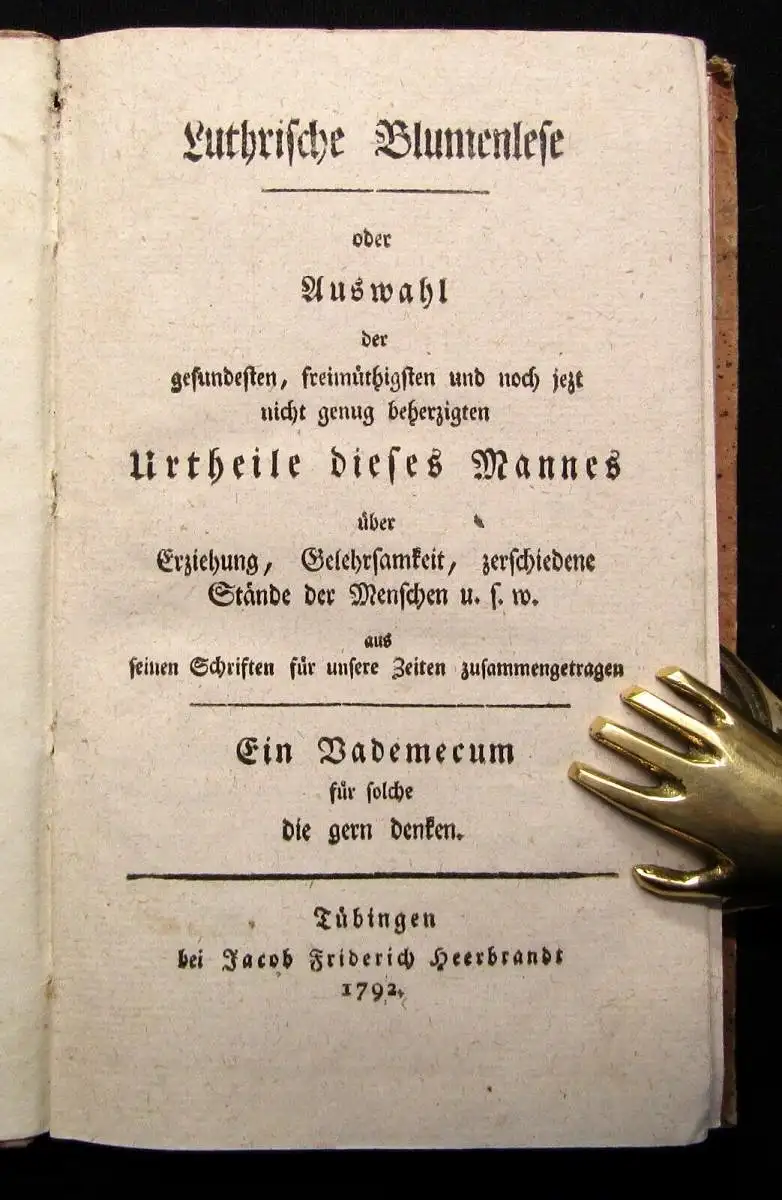 Luthrische Blumenlese
oder
Auswahl
der
gesundesten, freimüthigsten und noch jezt
nicht genug beherzigten
Urtheile dieses Mannes
über
Erziehung, Gelehrsamkeit, zerschiedene
Stände der Menschen u. s. w.
aus
seinen Schriften für unsere Zeiten zusammengetragen
Ein Vademecum
für solche
die gern denken.
Tübingen
bei Jacob Friderich Heerbrandt
1792.